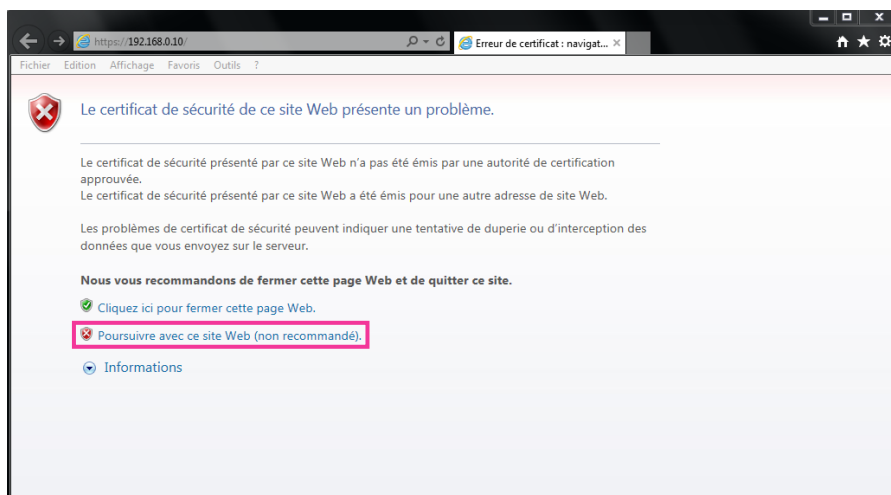 https://192.168.0.10/
Erreur de certificat : navigat...
Fichier Edition Affichage Favoris Outils ?
Le certificat de sécurité de ce site Web présente un problème.
Le certificat de sécurité présenté par ce site Web n'a pas été émis par une autorité de certification
approuvée.
Le certificat de sécurité présenté par ce site Web a été émis pour une autre adresse de site Web.
Les problèmes de certificat de sécurité peuvent indiquer une tentative de duperie ou d'interception des
données que vous envoyez sur le serveur.
Nous vous recommandons de fermer cette page Web et de quitter ce site.
Cliquez ici pour fermer cette page Web.
Poursuivre avec ce site Web (non recommandé).
Informations